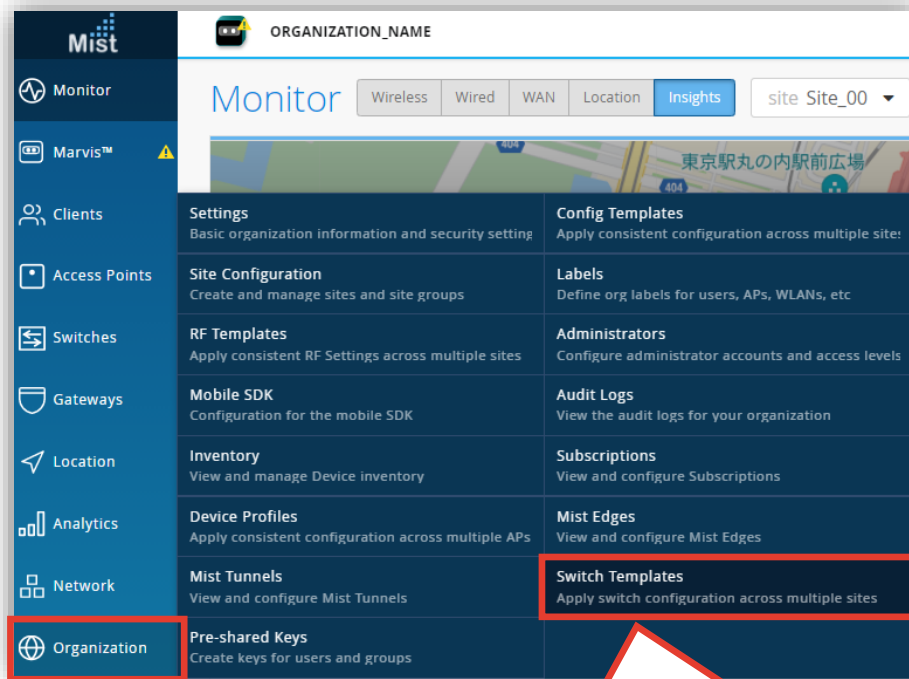 Mist
ORGANIZATION_NAME
Monitor
Marvis™
Clients
Access Points
Switches
Gateways
Location
Analytics
Network
Organization
Monitor
Wireless
Wired
WAN
Location
Insights
site Site_00
404
東京駅丸の内駅前広場
404
Settings
Basic organization information and security setting
Site Configuration
Create and manage sites and site groups
RF Templates
Apply consistent RF Settings across multiple sites
Mobile SDK
Configuration for the mobile SDK
Inventory
View and manage Device inventory
Device Profiles
Apply consistent configuration across multiple APs
Mist Tunnels
View and configure Mist Tunnels
Pre-shared Keys
Create keys for users and groups
Config Templates
Apply consistent configuration across multiple sites
Labels
Define org labels for users, APs, WLANs, etc
Administrators
Configure administrator accounts and access levels
Audit Logs
View the audit logs for your organization
Subscriptions
View and configure Subscriptions
Mist Edges
View and configure Mist Edges
Switch Templates
Apply switch configuration across multiple sites